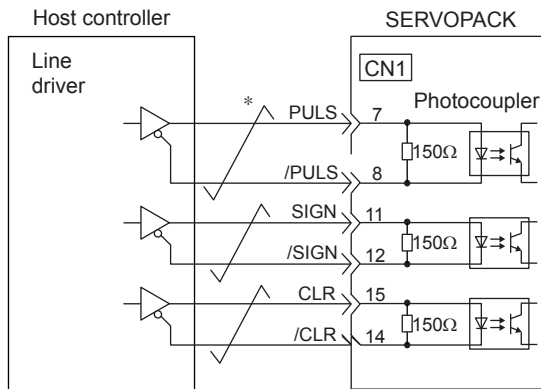 Host controller
SERVOPACK
Line
driver
CN1
Photocoupler
*
PULS 7
150Ω
/PULS 8
SIGN 11
150Ω
/SIGN 12
CLR 15
150Ω
/CLR 14